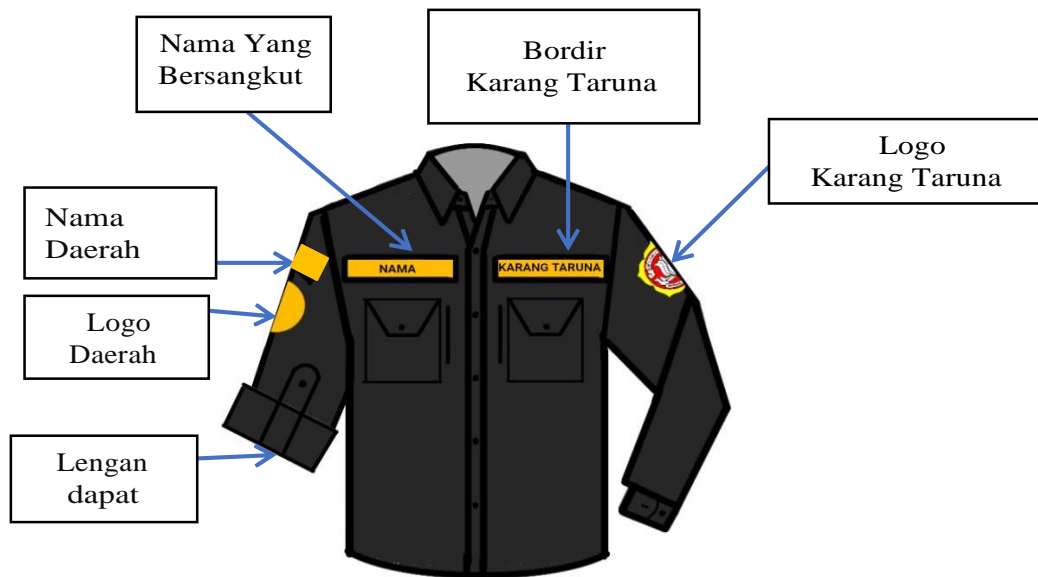 Nama Yang
Bersangkut
Bordir
Karang Taruna
Logo
Karang Taruna
Nama
Daerah
NAMA
KARANG TARUNA
Logo
Daerah
Lengan
dapat